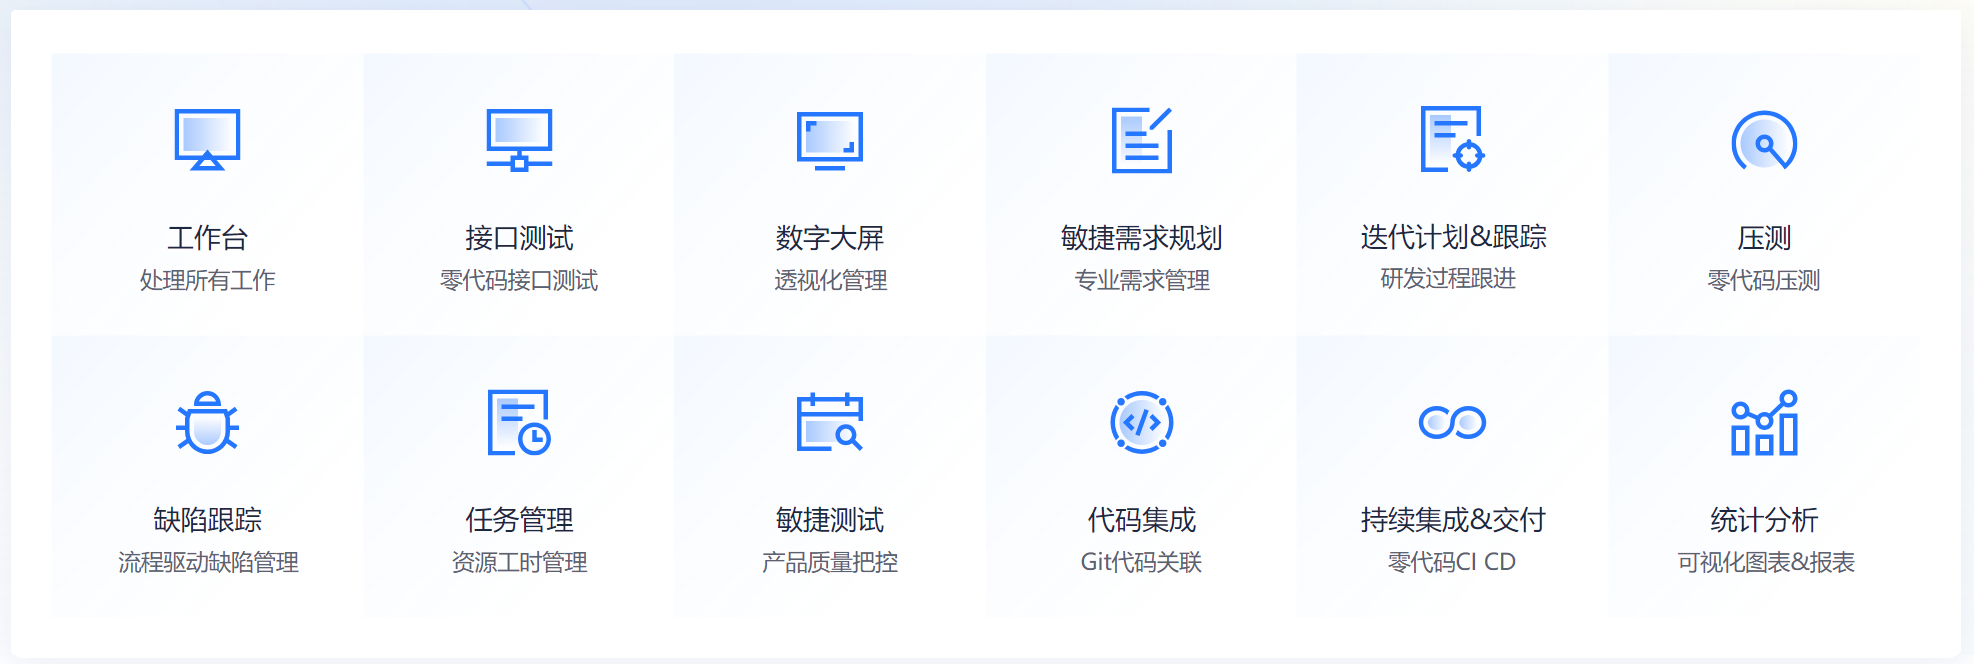 工作台
处理所有工作
接口测试
零代码接口测试
数字大屏
透视化管理
敏捷需求规划
专业需求管理
迭代计划&跟踪
研发过程跟进
压测
零代码压测
缺陷跟踪
流程驱动缺陷管理
任务管理
资源工时管理
敏捷测试
产品质量把控
代码集成
Git代码关联
持续集成&交付
零代码CI CD
统计分析
可视化图表&报表